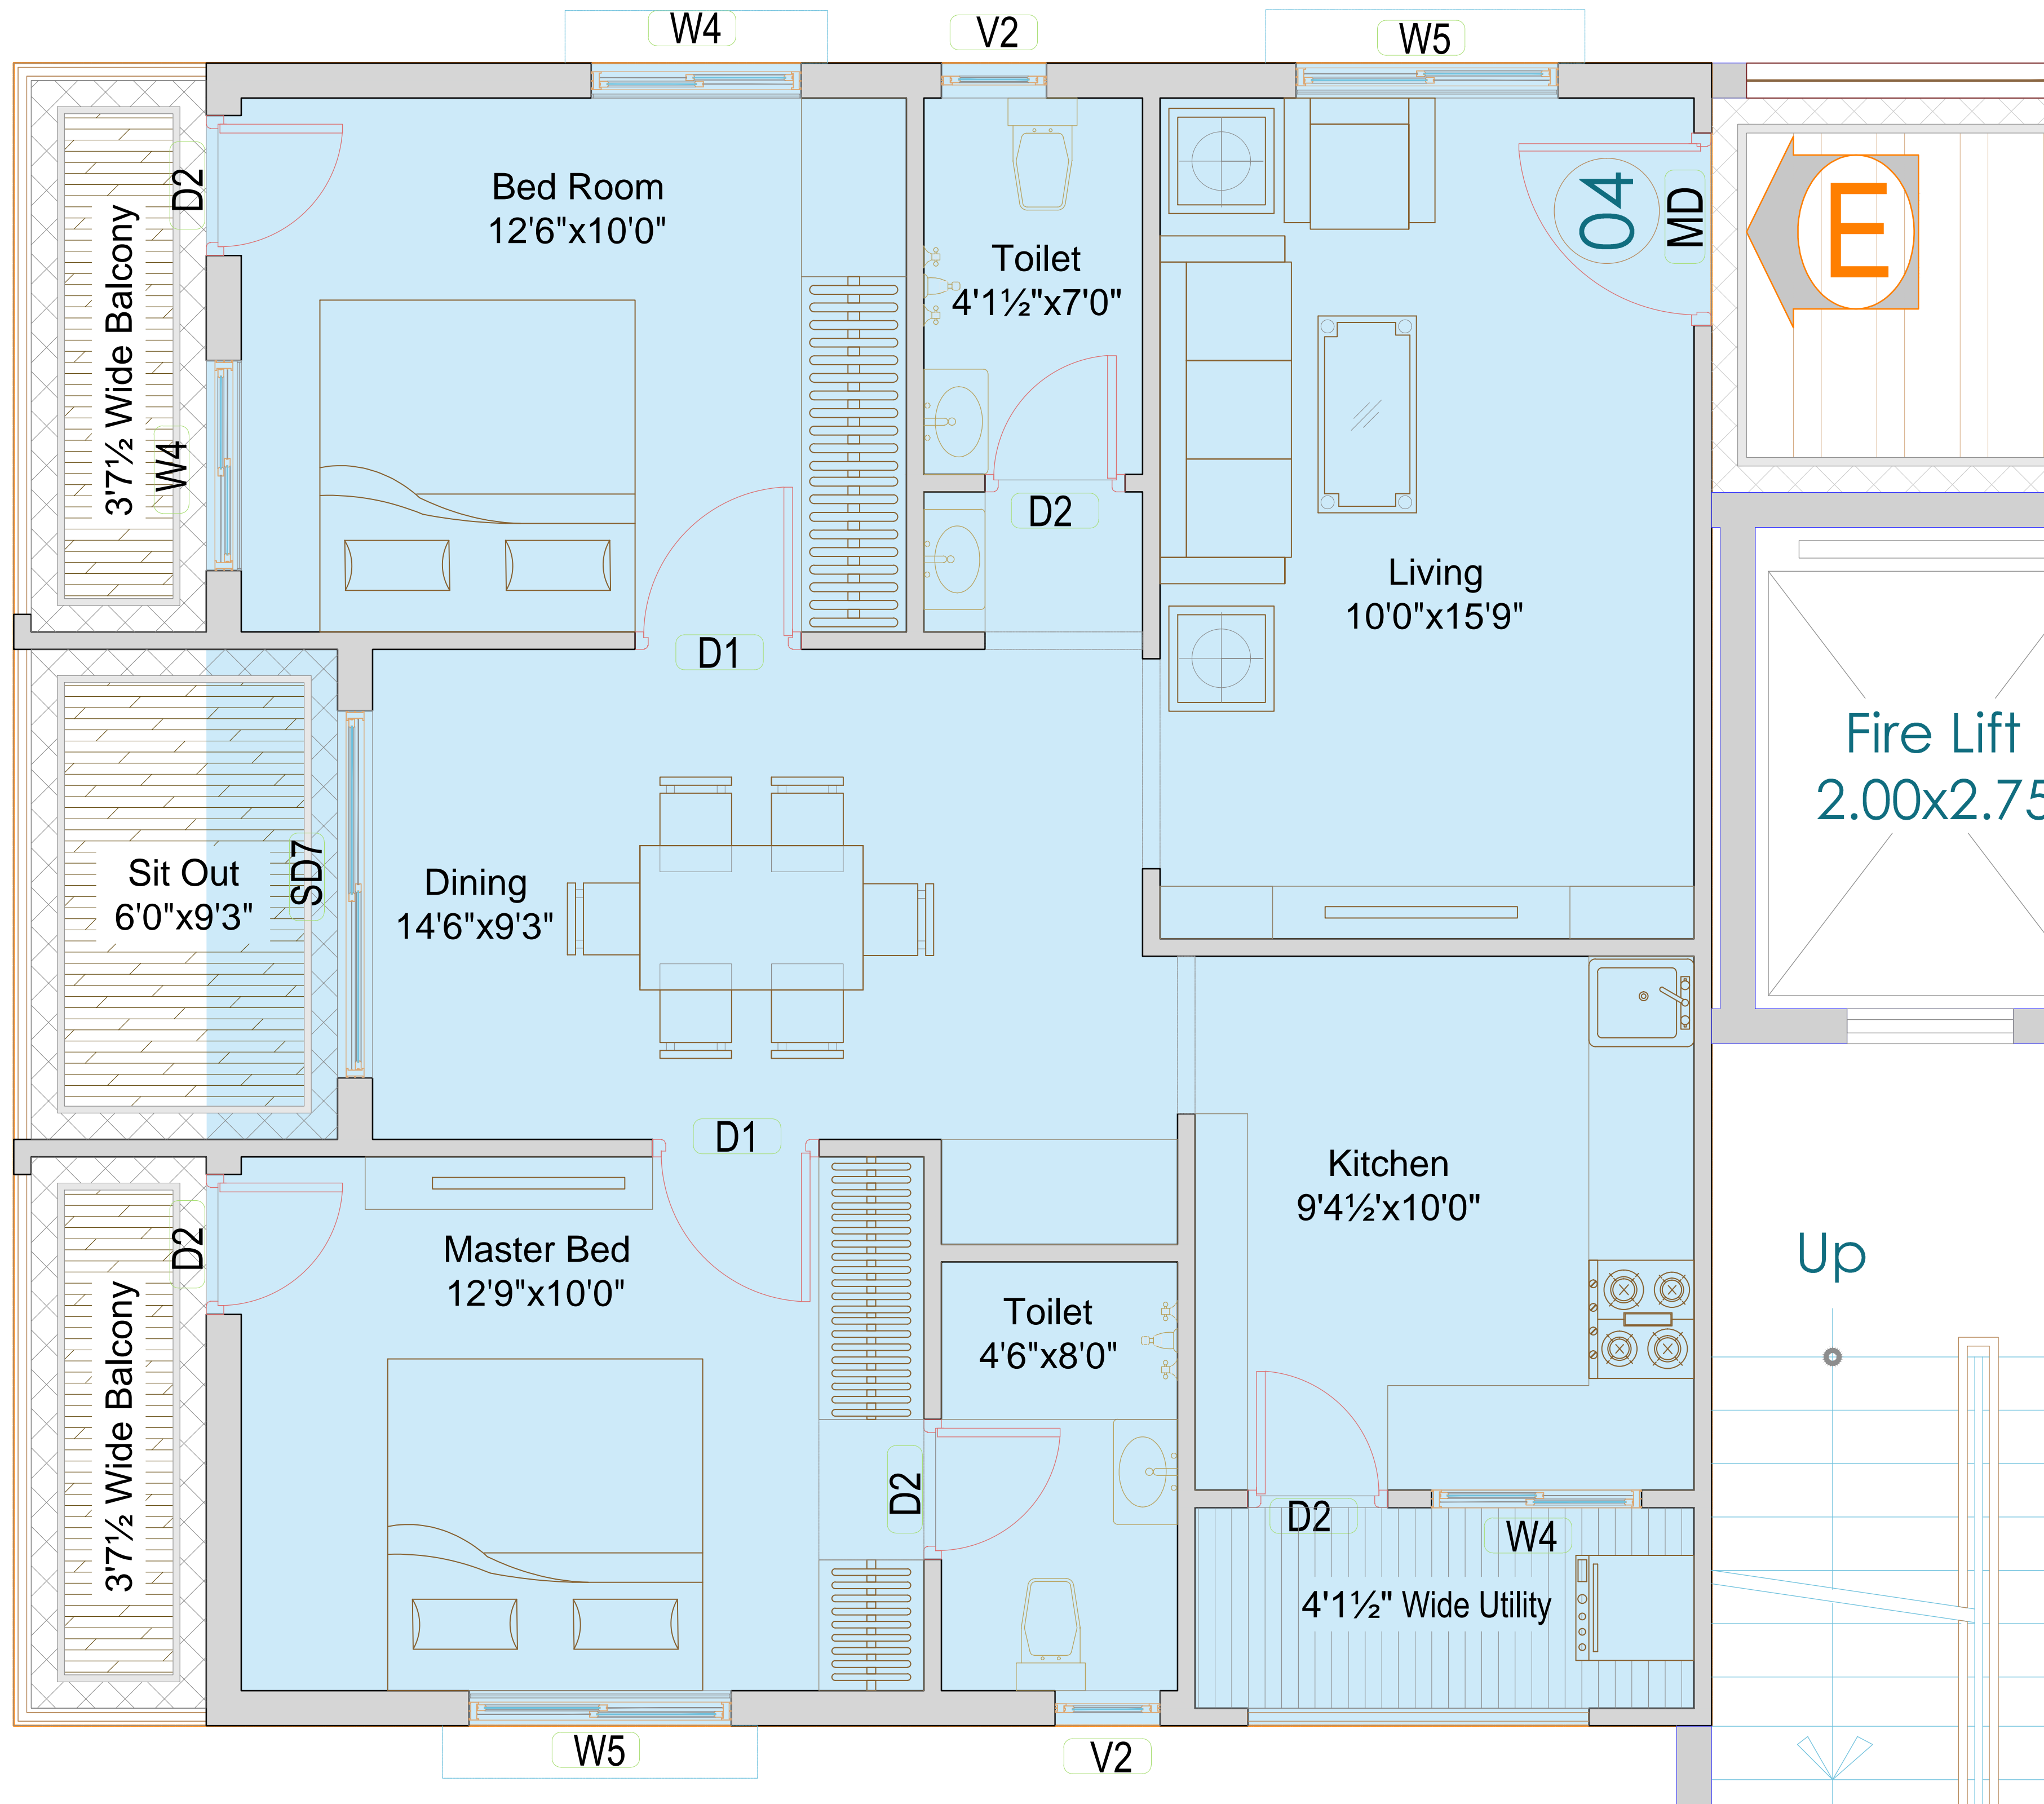 W4
V2
W5
D2
Bed Room
12'6"x10'0"
3'7½ Wide Balcony
W4
Toilet
4'1½"x7'0"
D2
04
MD
E
Living
10'0"x15'9"
D1
Fire Lift
2.00x2.75
Sit Out
6'0"x9'3"
SD7
Dining
14'6"x9'3"
D1
Kitchen
9'4½'x10'0"
Up
D2
Master Bed
12'9"x10'0"
3'7½ Wide Balcony
Toilet
4'6"x8'0"
D2
D2
W4
4'1½" Wide Utility
W5
V2